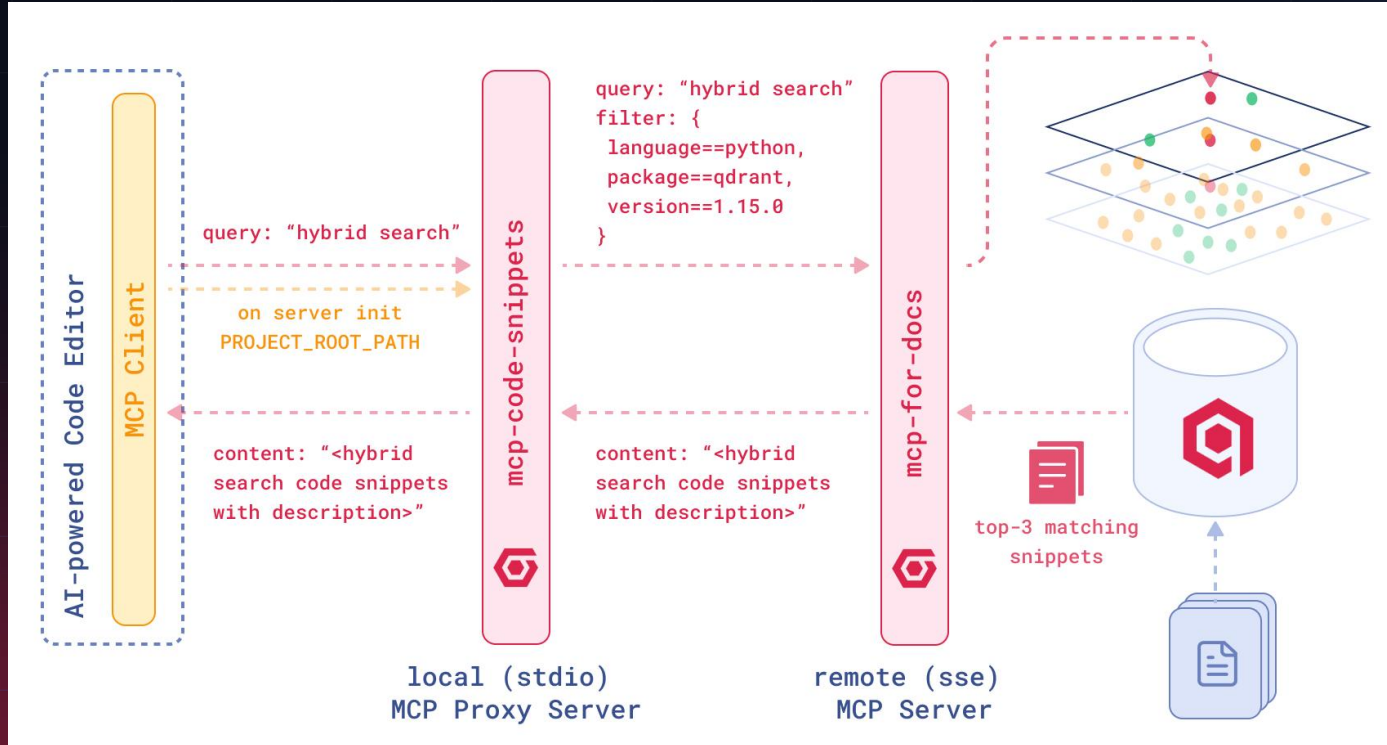 AI-powered Code Editor
MCP Client
query: “hybrid search”
on server init
PROJECT_ROOT_PATH
content: “<hybrid
search code snippets
with description>”
mcp-code-snippets
local (stdio)
MCP Proxy Server
query: “hybrid search”
filter: {
language==python,
package==qdrant,
version==1.15.0
}
content: “<hybrid
search code snippets
with description>”
mcp-for-docs
remote (sse)
MCP Server
top-3 matching
snippets